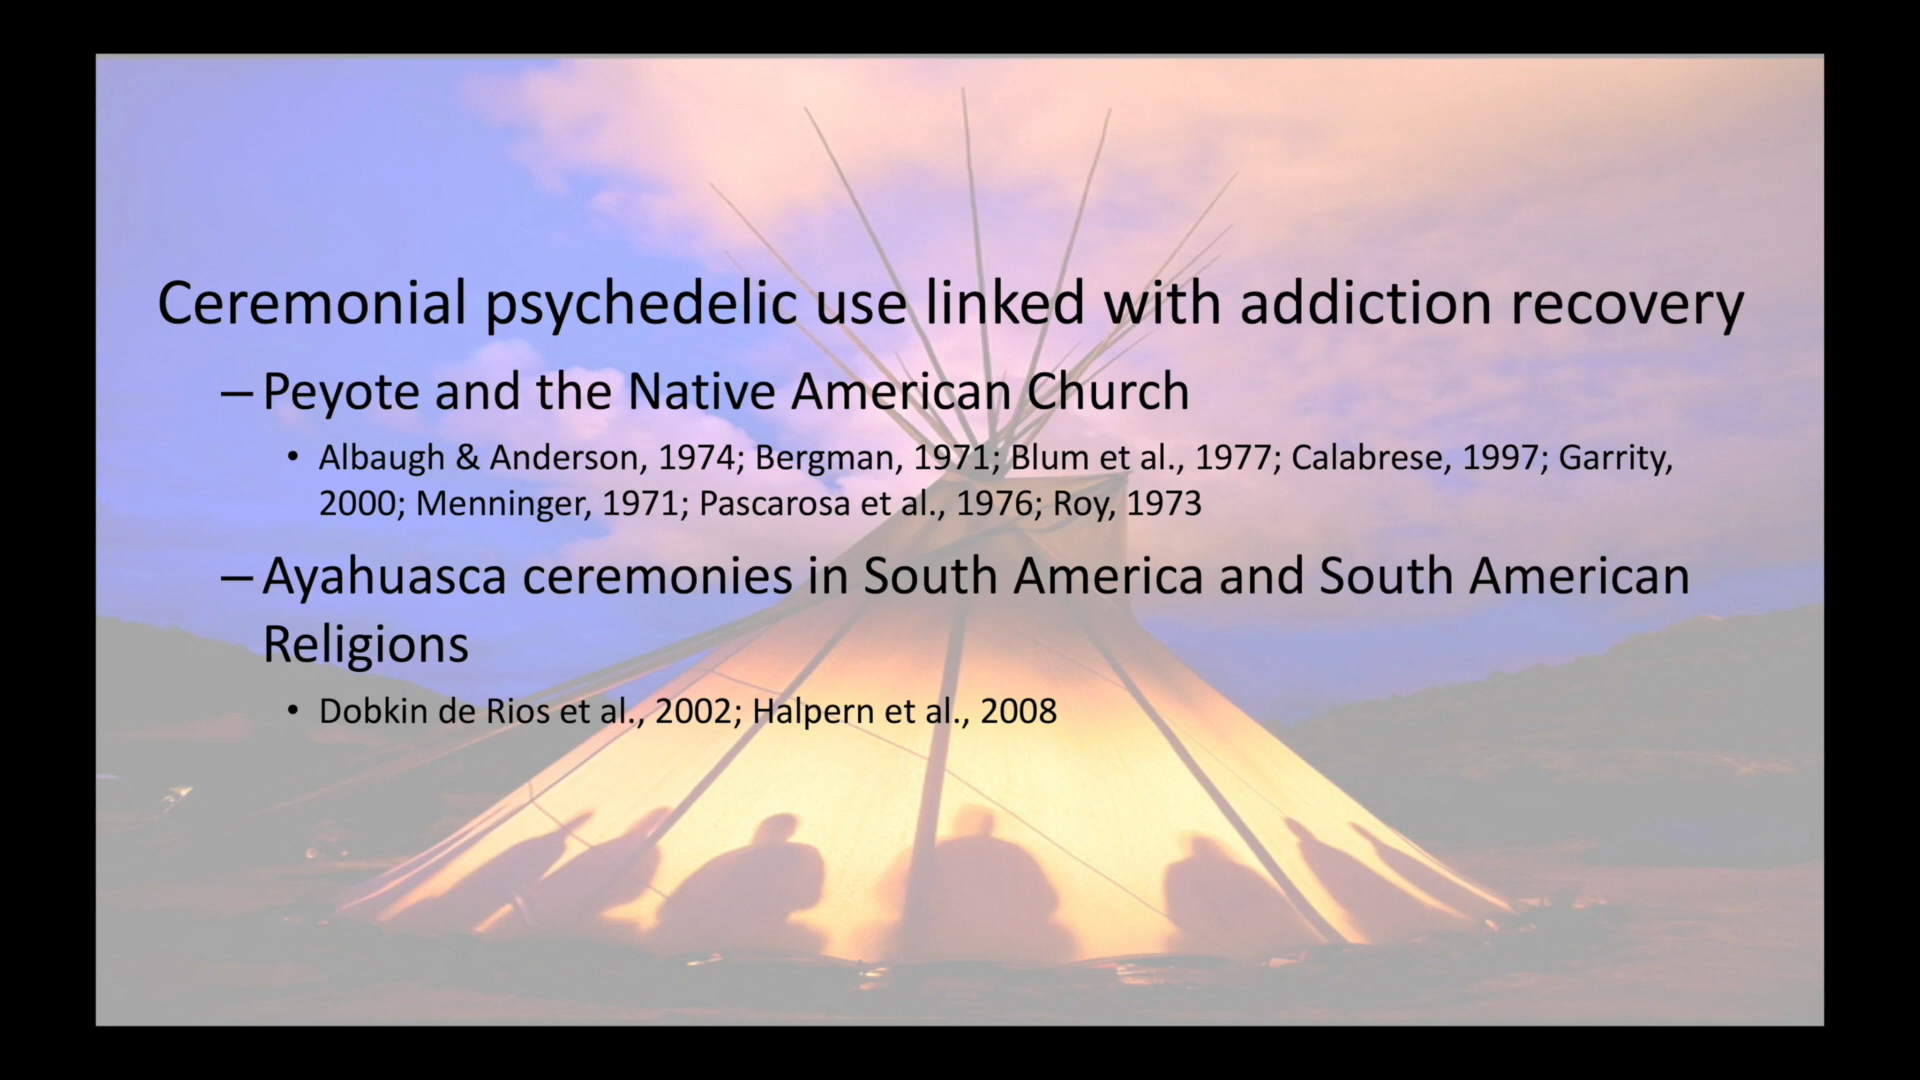 Ceremonial psychedelic use linked with addiction recovery
– Peyote and the Native American Church
• Albaugh & Anderson, 1974; Bergman, 1971; Blum et al., 1977; Calabrese, 1997; Garrity,
2000; Menninger, 1971; Pascarosa et al., 1976; Roy, 1973
– Ayahuasca ceremonies in South America and South American
Religions
• Dobkin de Rios et al., 2002; Halpern et al., 2008